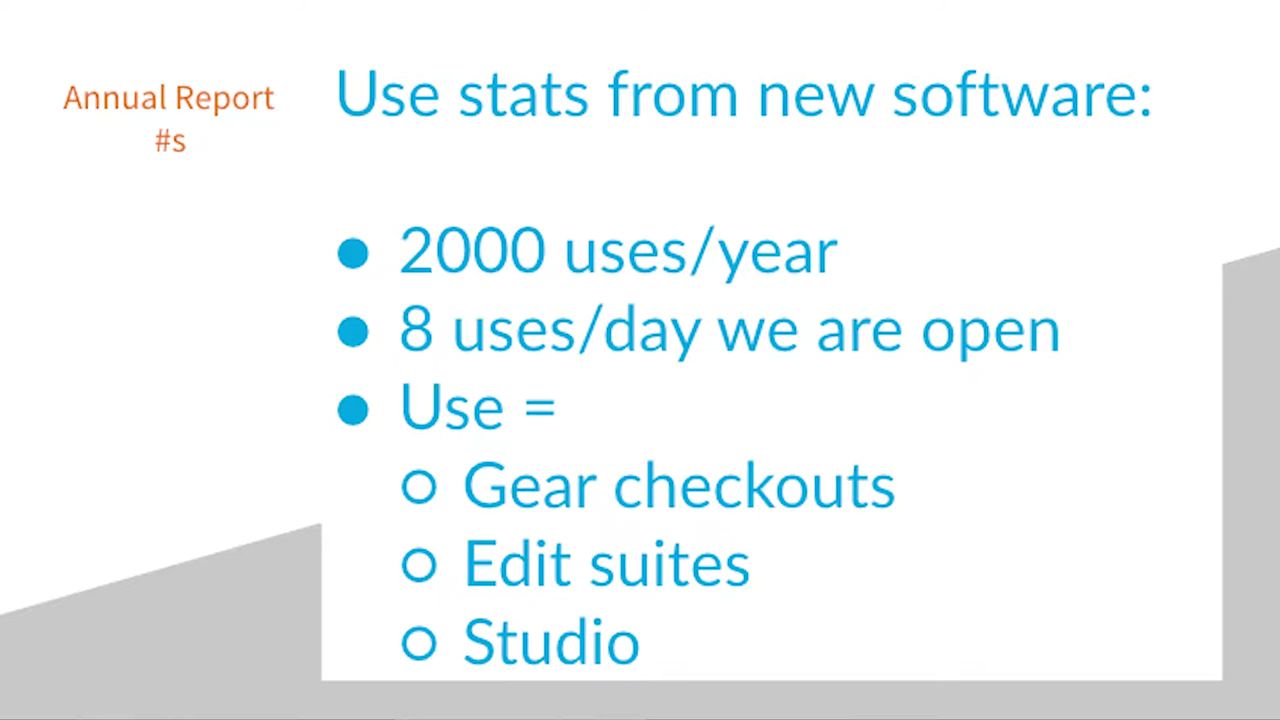 Annual Report
#s
Use stats from new software:
● 2000 uses/year
● 8 uses/day we are open
● Use =
○ Gear checkouts
○ Edit suites
○ Studio